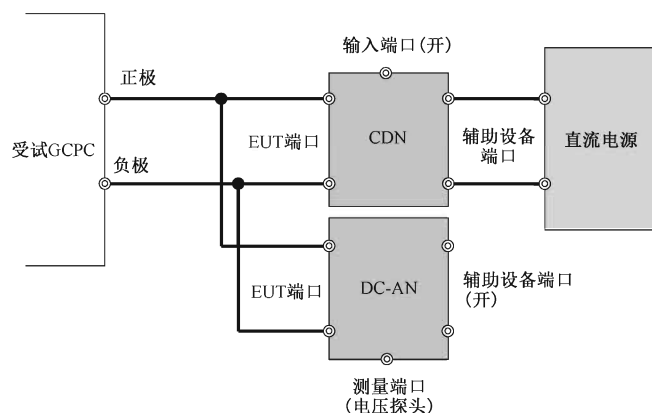 输入端口(开)
正极
受试GCPC
EUT端口
CDN
辅助设备
端口
直流电源
负极
EUT端口
DC-AN
辅助设备端口
(开)
测量端口
(电压探头)